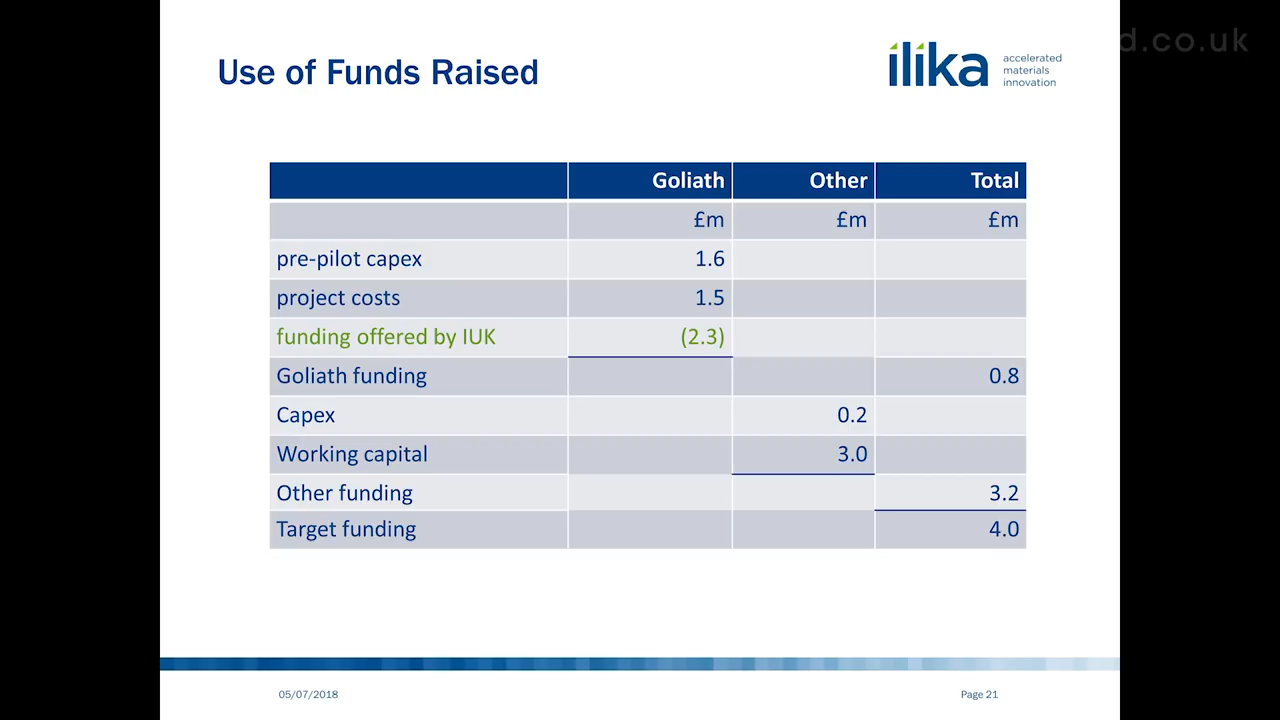 d.co.uk
Use of Funds Raised
ilika
accelerated
materials
innovation
Goliath Other Total
£m £m £m
pre-pilot capex 1.6
project costs 1.5
funding offered by IUK (2.3)
Goliath funding 0.8
Capex 0.2
Working capital 3.0
Other funding 3.2
Target funding 4.0
05/07/2018 Page 21